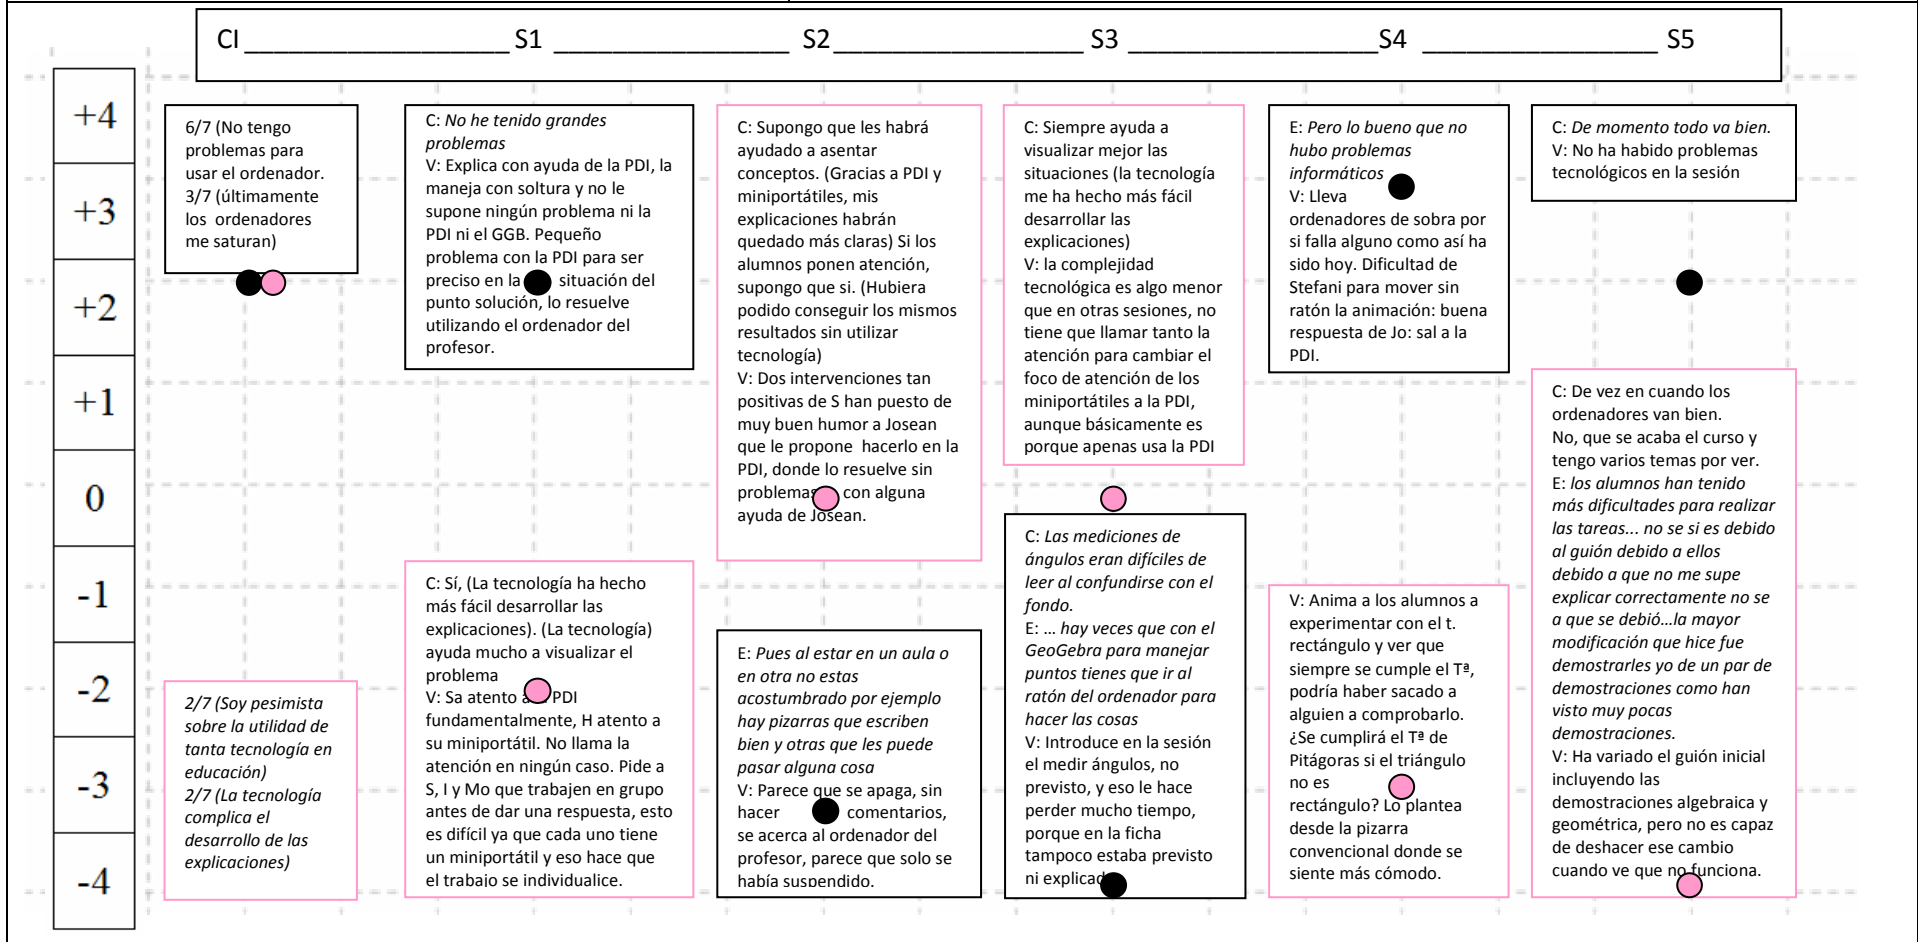 CI ____________________ S1 __________________ S2___________________ S3 ___________________S4 __________________ S5
+4
+3
+2
+1
0
-1
-2
-3
-4
6/7 (No tengo
problemas para
usar el ordenador.
3/7 (últimamente
los ordenadores
me saturan)
2/7 (Soy pesimista
sobre la utilidad de
tanta tecnología en
educación)
2/7 (La tecnología
complica el
desarrollo de las
explicaciones)
C: No he tenido grandes
problemas
V: Explica con ayuda de la PDI, la
maneja con soltura y no le
supone ningún problema ni la
PDI ni el GGB. Pequeño
problema con la PDI para ser
preciso en la situación del
punto solución, lo resuelve
utilizando el ordenador del
profesor.
C: Sí, (La tecnología ha hecho
más fácil desarrollar las
explicaciones). (La tecnología)
ayuda mucho a visualizar el
problema
V: Sa atento a PDI
fundamentalmente, H atento a
su miniportátil. No llama la
atención en ningún caso. Pide a
S, I y Mo que trabajen en grupo
antes de dar una respuesta, esto
es difícil ya que cada uno tiene
un miniportátil y eso hace que
el trabajo se individualice.
C: Supongo que les habrá
ayudado a asentar
conceptos. (Gracias a PDI y
miniportátiles, mis
explicaciones habrán
quedado más claras) Si los
alumnos ponen atención,
supongo que si. (Hubiera
podido conseguir los mismos
resultados sin utilizar
tecnología)
V: Dos intervenciones tan
positivas de S han puesto de
muy buen humor a Josean
que le propone hacerlo en la
PDI, donde lo resuelve sin
problemas con alguna
ayuda de Josean.
E: Pues al estar en un aula o
en otra no estas
acostumbrado por ejemplo
hay pizarras que escriben
bien y otras que les puede
pasar alguna cosa
V: Parece que se apaga, sin
hacer comentarios,
se acerca al ordenador del
profesor, parece que solo se
había suspendido.
C: Siempre ayuda a
visualizar mejor las
situaciones (la tecnología
me ha hecho más fácil
desarrollar las
explicaciones)
V: la complejidad
tecnológica es algo menor
que en otras sesiones, no
tiene que llamar tanto la
atención para cambiar el
foco de atención de los
miniportátiles a la PDI,
aunque básicamente es
porque apenas usa la PDI
C: Las mediciones de
ángulos eran difíciles de
leer al confundirse con el
fondo.
E: … hay veces que con el
GeoGebra para manejar
puntos tienes que ir al
ratón del ordenador para
hacer las cosas
V: Introduce en la sesión
el medir ángulos, no
previsto, y eso le hace
perder mucho tiempo,
porque en la ficha
tampoco estaba previsto
ni explicad
E: Pero lo bueno que no
hubo problemas
informáticos
V: Lleva
ordenadores de sobra por
si falla alguno como así ha
sido hoy. Dificultad de
Stefani para mover sin
ratón la animación: buena
respuesta de Jo: sal a la
PDI.
V: Anima a los alumnos a
experimentar con el t.
rectángulo y ver que
siempre se cumple el Tª,
podría haber sacado a
alguien a comprobarlo.
¿Se cumplirá el Tª de
Pitágoras si el triángulo
no es
rectángulo? Lo plantea
desde la pizarra
convencional donde se
siente más cómodo.
C: De momento todo va bien.
V: No ha habido problemas
tecnológicos en la sesión
C: De vez en cuando los
ordenadores van bien.
No, que se acaba el curso y
tengo varios temas por ver.
E: los alumnos han tenido
más dificultades para realizar
las tareas... no se si es debido
al guión debido a ellos
debido a que no me supe
explicar correctamente no se
a que se debió...la mayor
modificación que hice fue
demostrarles yo de un par de
demostraciones como han
visto muy pocas
demostraciones.
V: Ha variado el guión inicial
incluyendo las
demostraciones algebraica y
geométrica, pero no es capaz
de deshacer ese cambio
cuando ve que no funciona.